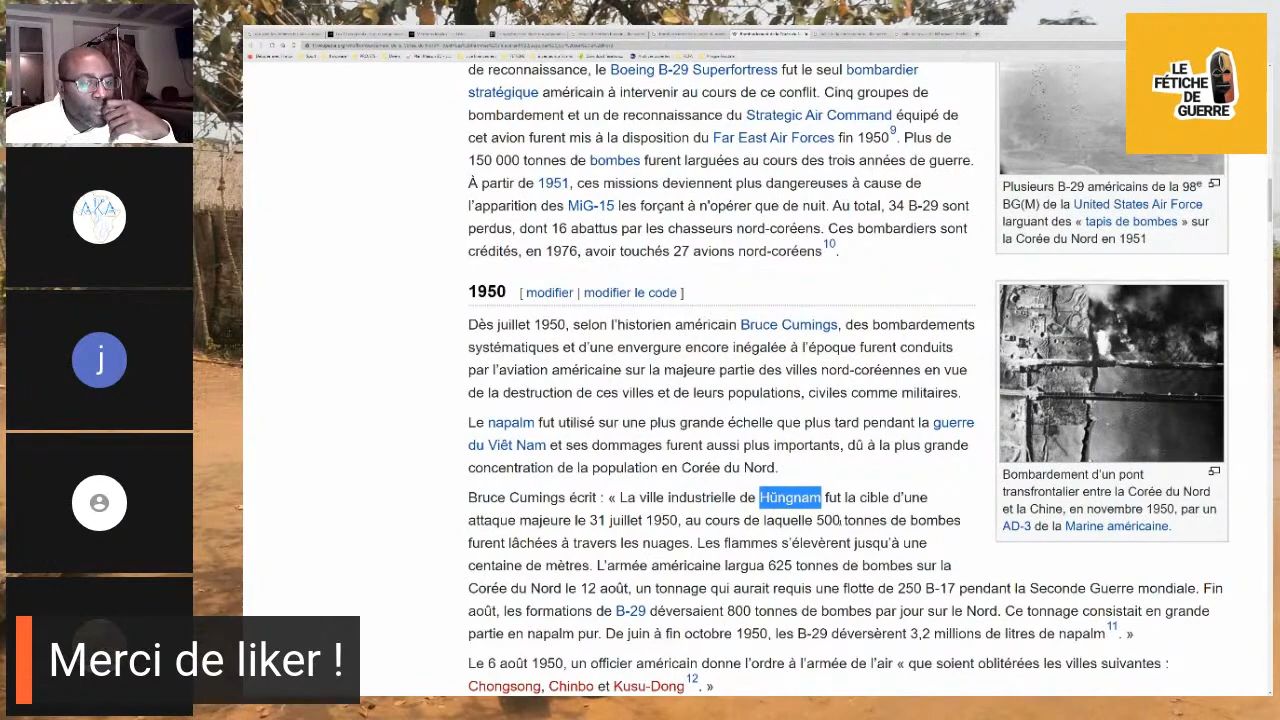 de reconnaissance, le Boeing B-29 Superfortress fut le seul bombardier
stratégique américain à intervenir au cours de ce conflit. Cinq groupes de
bombardement et un de reconnaissance du Strategic Air Command équipé de
cet avion furent mis à la disposition du Far East Air Forces fin 1950⁹. Plus de
150 000 tonnes de bombes furent larguées au cours des trois années de guerre.
À partir de 1951, ces missions deviennent plus dangereuses à cause de
l'apparition des MiG-15 les forçant à n'opérer que de nuit. Au total, 34 B-29 sont
perdus, dont 16 abattus par les chasseurs nord-coréens. Ces bombardiers sont
crédités, en 1976, avoir touchés 27 avions nord-coréens¹⁰.
1950 [ modifier | modifier le code ]
Dès juillet 1950, selon l'historien américain Bruce Cumings, des bombardements
systématiques et d'une envergure encore inégalée à l'époque furent conduits
par l'aviation américaine sur la majeure partie des villes nord-coréennes en vue
de la destruction de ces villes et de leurs populations, civiles comme militaires.
Le napalm fut utilisé sur une plus grande échelle que plus tard pendant la guerre
du Viêt Nam et ses dommages furent aussi plus importants, dû à la plus grande
concentration de la population en Corée du Nord.
Bruce Cumings écrit : « La ville industrielle de Hŭngnam fut la cible d'une
attaque majeure le 31 juillet 1950, au cours de laquelle 500 tonnes de bombes
furent lâchées à travers les nuages. Les flammes s'élevèrent jusqu'à une
centaine de mètres. L'armée américaine largua 625 tonnes de bombes sur la
Corée du Nord le 12 août, un tonnage qui aurait requis une flotte de 250 B-17 pendant la Seconde Guerre mondiale. Fin
août, les formations de B-29 déversaient 800 tonnes de bombes par jour sur le Nord. Ce tonnage consistait en grande
partie en napalm pur. De juin à fin octobre 1950, les B-29 déversèrent 3,2 millions de litres de napalm¹¹. »
Le 6 août 1950, un officier américain donne l'ordre à l'armée de l'air « que soient oblitérées les villes suivantes :
Chongsong, Chinbo et Kusu-Dong¹². »
Plusieurs B-29 américains de la 98ᵉ
BG(M) de la United States Air Force
larguant des « tapis de bombes » sur
la Corée du Nord en 1951
Bombardement d'un pont
transfrontalier entre la Corée du Nord
et la Chine, en novembre 1950, par un
AD-3 de la Marine américaine.
LE
FÉTICHE
DE
GUERRE
AKA
j
Merci de liker !